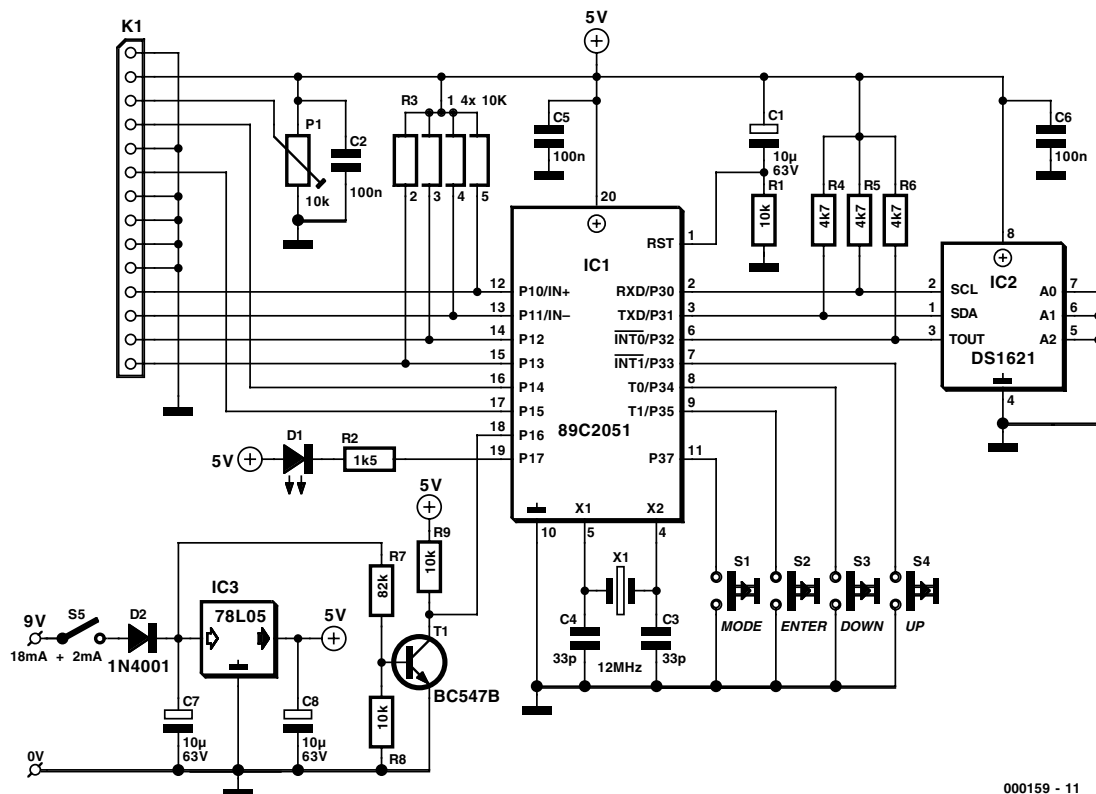 K1
5V
P1
10k
C2
100n
R3
1
4x 10K
2
3
4
5
C5
100n
C1
10µ
63V
R1
10k
R4
4k7
R5
4k7
R6
4k7
C6
100n
20
IC1
89C2051
12 P10/IN+
13 P11/IN–
14 P12
15 P13
16 P14
17 P15
18 P16
19 P17
RST 1
RXD/P30 2
TXD/P31 3
INT0/P32 6
INT1/P33 7
T0/P34 8
T1/P35 9
P37 11
X1
X2
10
5
4
8
IC2
DS1621
2 SCL
1 SDA
3 TOUT
A0 7
A1 6
A2 5
4
5V
D1
R2
1k5
5V
R9
10k
R7
82k
T1
BC547B
10k
R8
IC3
78L05
9V
S5
D2
18mA + 2mA
1N4001
5V
C7
10µ
63V
C8
10µ
63V
0V
X1
C4
33p
12MHz
C3
33p
S1
MODE
S2
ENTER
S3
DOWN
S4
UP
000159 - 11